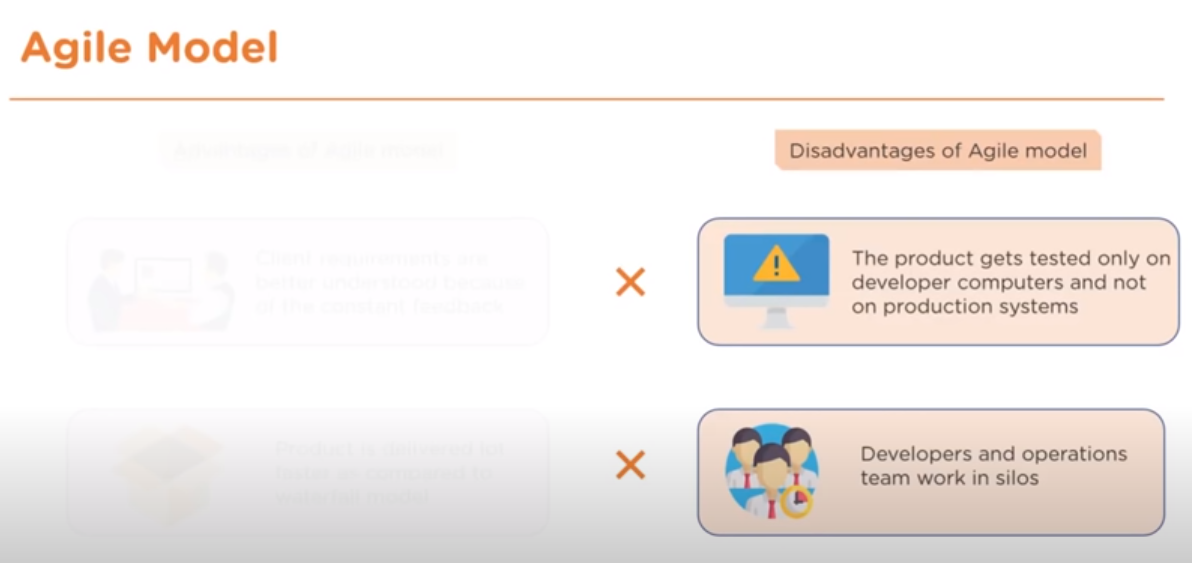 Agile Model
Advantages of Agile model
Disadvantages of Agile model
Client requirements are
better understood because
of the constant feedback
The product gets tested only on
developer computers and not
on production systems
Product is delivered
faster as compared to
waterfall model
Developers and operations
team work in silos